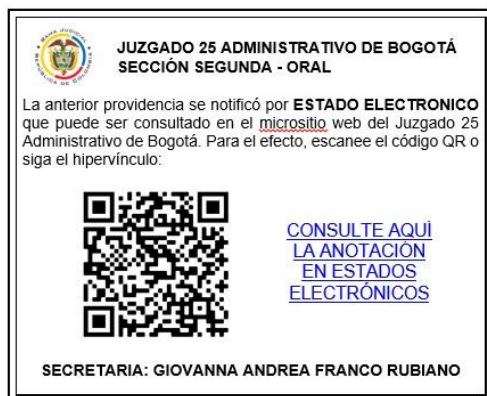 JUZGADO 25 ADMINISTRATIVO DE BOGOTÁ
SECCIÓN SEGUNDA - ORAL
La anterior providencia se notificó por ESTADO ELECTRONICO
que puede ser consultado en el micrositio web del Juzgado 25
Administrativo de Bogotá. Para el efecto, escanee el código QR o
siga el hipervínculo:
CONSULTE AQUÍ
LA ANOTACIÓN
EN ESTADOS
ELECTRÓNICOS
SECRETARIA: GIOVANNA ANDREA FRANCO RUBIANO